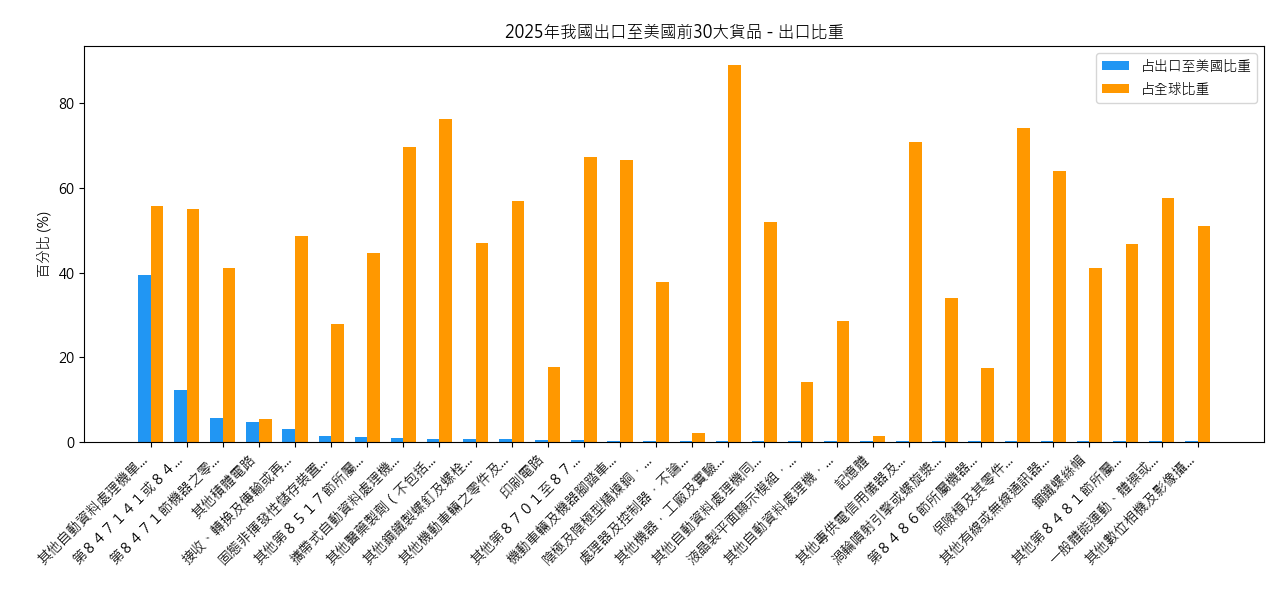 2025年我國出口至美國前30大貨品 - 出口比重
占出口至美國比重
占全球比重
百分比 (%)
80
60
40
20
0
其他自動資料處理機單...
第８４７１４１或８４...
第８４７１節機器之零...
其他積體電路
接收、轉換及傳輸或再...
固態非揮發性儲存裝置...
其他第８５１７節所屬...
攜帶式自動資料處理機...
其他醫藥製劑（不包括...
其他鋼鐵製螺釘及螺栓...
其他機動車輛之零件及...
印刷電路
其他第８７０１至８７...
機動車輛及機器腳踏車...
陰極及陰極型精煉銅．...
處理器及控制器．不論...
其他機器．工廠及實驗...
其他自動資料處理機同...
液晶製平面顯示模組．...
其他自動資料處理機．...
記憶體
其他專供電信用儀器及...
渦輪噴射引擎或螺旋槳...
第８４８６節所屬機器...
保險槓及其零件...
其他有線或無線通訊器...
鋼鐵螺絲帽
其他第８４８１節所屬...
一般體能運動、體操或...
其他數位相機及影像攝...